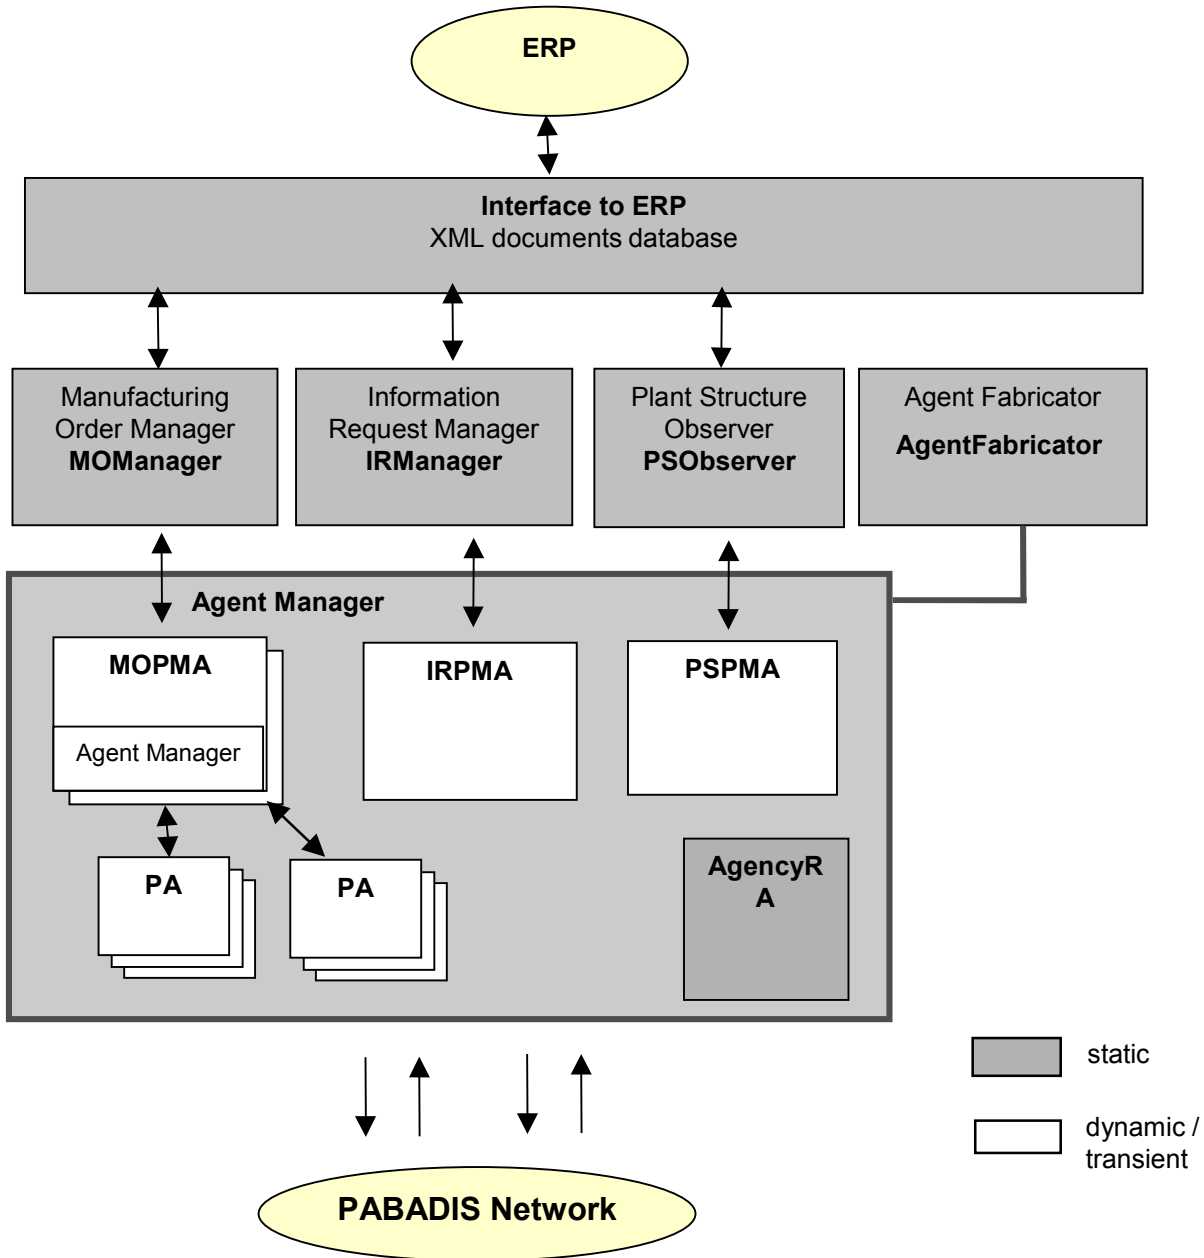 ERP
Interface to ERP
XML documents database
Manufacturing
Order Manager
MOManager
Information
Request Manager
IRManager
Plant Structure
Observer
PSObserver
Agent Fabricator
AgentFabricator
Agent Manager
MOPMA
Agent Manager
IRPMA
PSPMA
PA
PA
AgencyR
A
static
dynamic /
transient
PABADIS Network